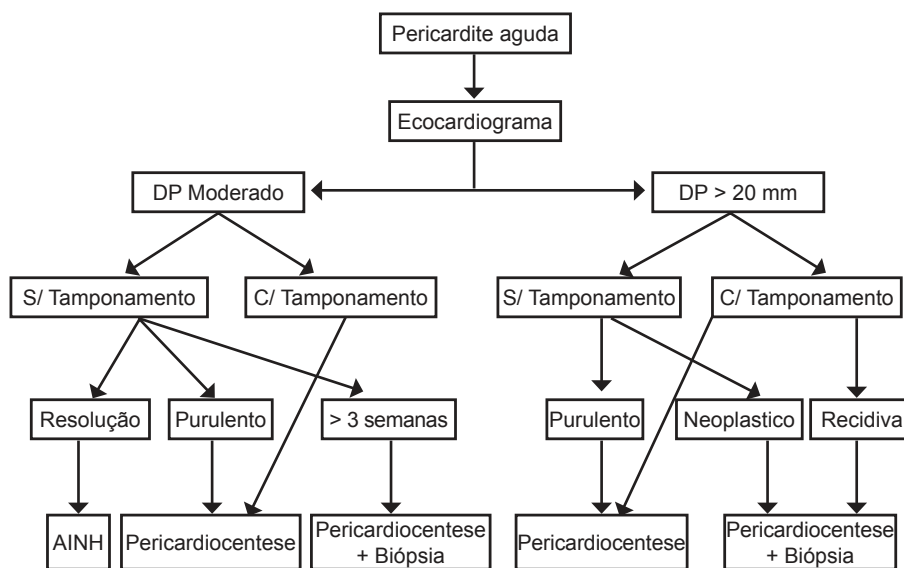 Pericardite aguda
Ecocardiograma
DP Moderado
DP > 20 mm
S/ Tamponamento
C/ Tamponamento
S/ Tamponamento
C/ Tamponamento
Resolução
Purulento
> 3 semanas
Purulento
Neoplastico
Recidiva
AINH
Pericardiocentese
Pericardiocentese
+ Biópsia
Pericardiocentese
Pericardiocentese
+ Biópsia